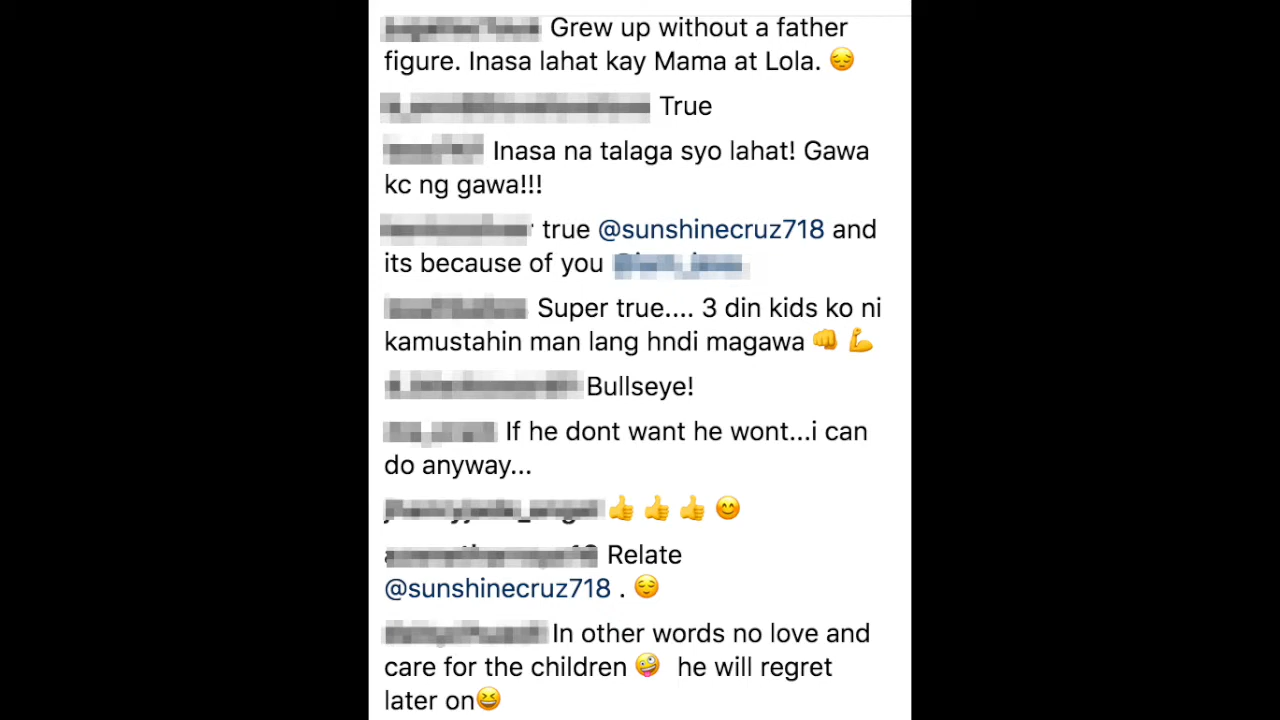 Grew up without a father
figure. Inasa lahat kay Mama at Lola. 😔
True
Inasa na talaga syo lahat! Gawa
kc ng gawa!!!
true @sunshinecruz718 and
its because of you
Super true.... 3 din kids ko ni
kamustahin man lang hndi magawa 👊 💪
Bullseye!
If he dont want he wont...i can
do anyway...
👍 👍 👍 😊
Relate
@sunshinecruz718 . 😌
In other words no love and
care for the children 🤪 he will regret
later on😆